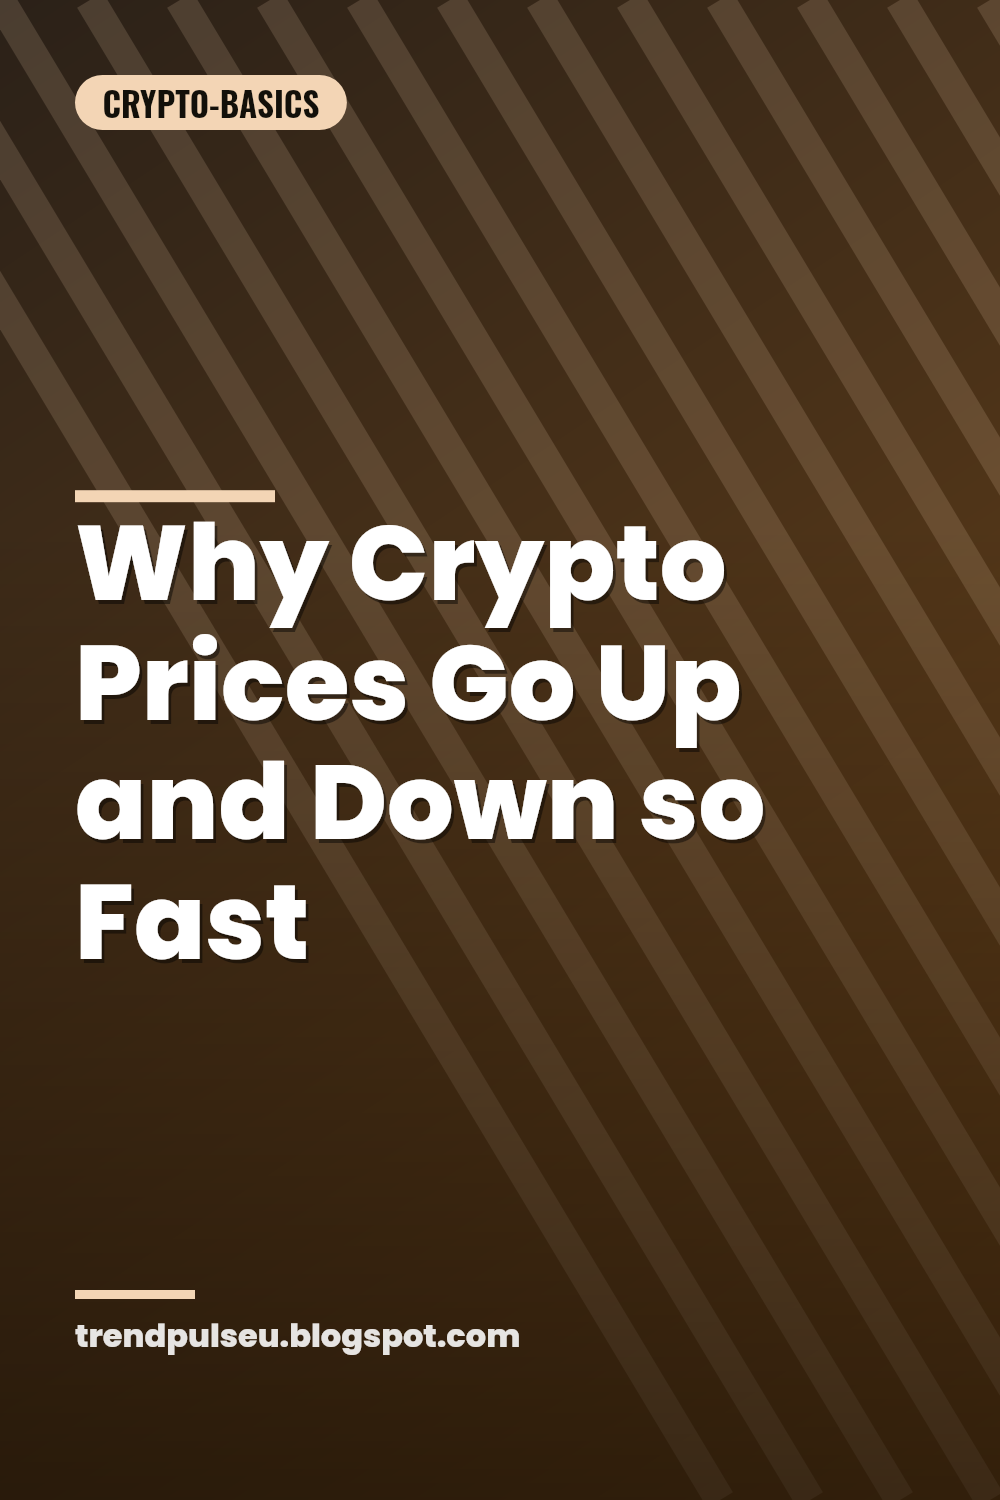 CRYPTO-BASICS
Why Crypto
Prices Go Up
and Down so
Fast
trendpulseu.blogspot.com